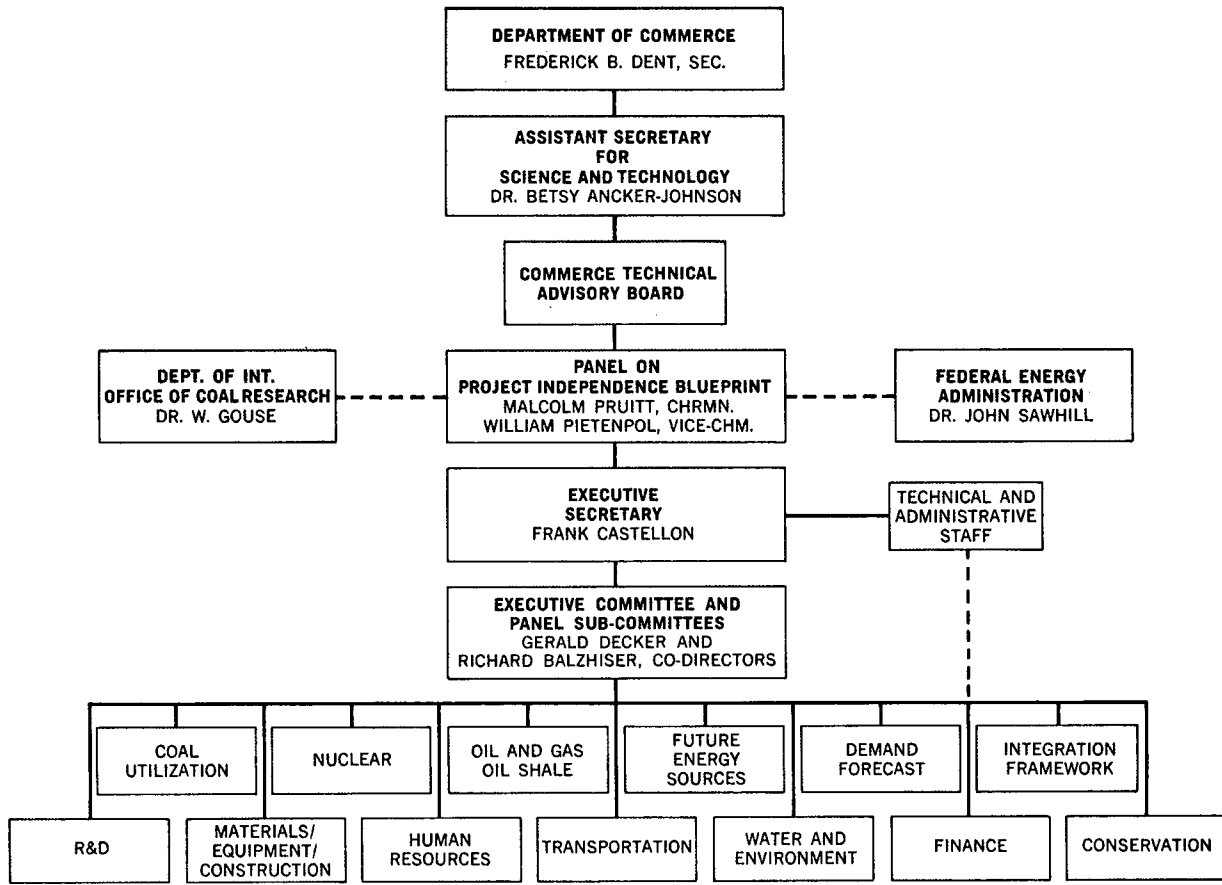 DEPARTMENT OF COMMERCE
FREDERICK B. DENT, SEC.
ASSISTANT SECRETARY
FOR
SCIENCE AND TECHNOLOGY
DR. BETSY ANCKER-JOHNSON
COMMERCE TECHNICAL
ADVISORY BOARD
DEPT. OF INT.
OFFICE OF COAL RESEARCH
DR. W. GOUSE
PANEL ON
PROJECT INDEPENDENCE BLUEPRINT
MALCOLM PRUITT, CHRMN.
WILLIAM PIETENPOL, VICE-CHM.
FEDERAL ENERGY
ADMINISTRATION
DR. JOHN SAWHILL
EXECUTIVE
SECRETARY
FRANK CASTELLON
TECHNICAL AND
ADMINISTRATIVE
STAFF
EXECUTIVE COMMITTEE AND
PANEL SUB-COMMITTEES
GERALD DECKER AND
RICHARD BALZHISER, CO-DIRECTORS
COAL
UTILIZATION
NUCLEAR
OIL AND GAS
OIL SHALE
FUTURE
ENERGY
SOURCES
DEMAND
FORECAST
INTEGRATION
FRAMEWORK
R&D
MATERIALS/
EQUIPMENT/
CONSTRUCTION
HUMAN
RESOURCES
TRANSPORTATION
WATER AND
ENVIRONMENT
FINANCE
CONSERVATION